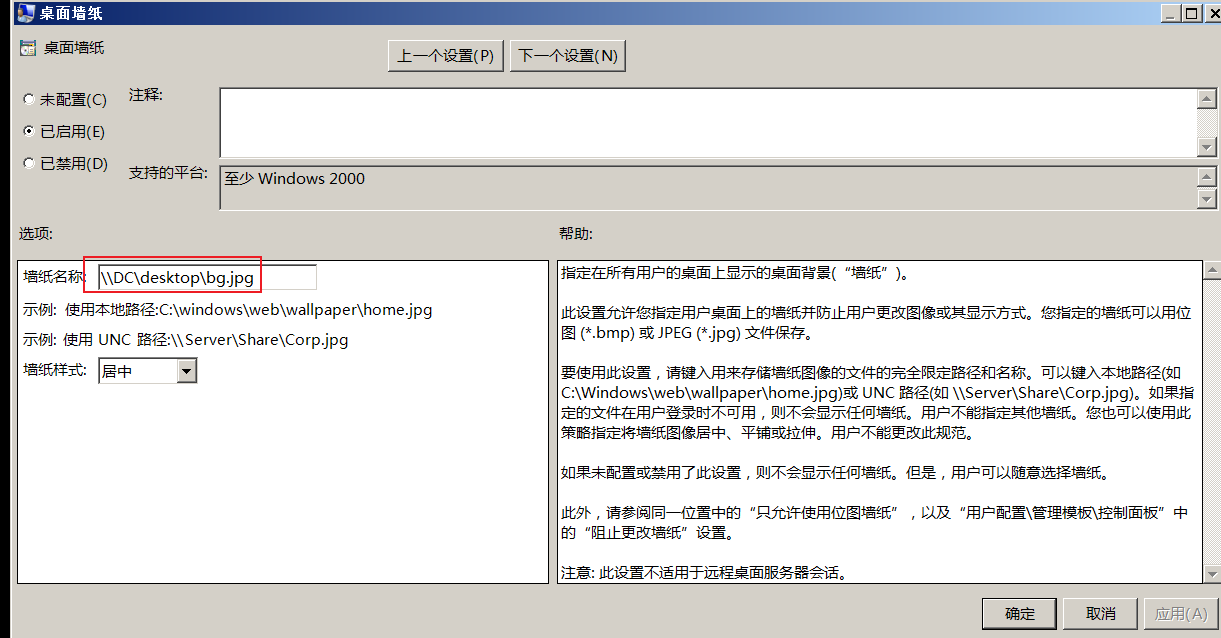 桌面墙纸
桌面墙纸
上一个设置(P)
下一个设置(N)
未配置(C)
注释:
已启用(E)
已禁用(D)
支持的平台:
至少 Windows 2000
选项:
帮助:
墙纸名称:
\\DC\desktop\bg.jpg
示例: 使用本地路径:C:\windows\web\wallpaper\home.jpg
示例: 使用 UNC 路径:\\Server\Share\Corp.jpg
墙纸样式:
居中
指定在所有用户的桌面上显示的桌面背景(“墙纸”)。
此设置允许您指定用户桌面上的墙纸并防止用户更改图像或其显示方式。您指定的墙纸可以用位
图 (*.bmp) 或 JPEG (*.jpg) 文件保存。
要使用此设置，请键入用来存储墙纸图像的文件的完全限定路径和名称。可以键入本地路径(如
C:\Windows\web\wallpaper\home.jpg)或 UNC 路径(如 \\Server\Share\Corp.jpg)。如果指
定的文件在用户登录时不可用，则不会显示任何墙纸。用户不能指定其他墙纸。您也可以使用此
策略指定将墙纸图像居中、平铺或拉伸。用户不能更改此规范。
如果未配置或禁用了此设置，则不会显示任何墙纸。但是，用户可以随意选择墙纸。
此外，请参阅同一位置中的“只允许使用位图墙纸”，以及“用户配置\管理模板\控制面板”中
的“阻止更改墙纸”设置。
注意: 此设置不适用于远程桌面服务器会话。
确定
取消
应用(A)